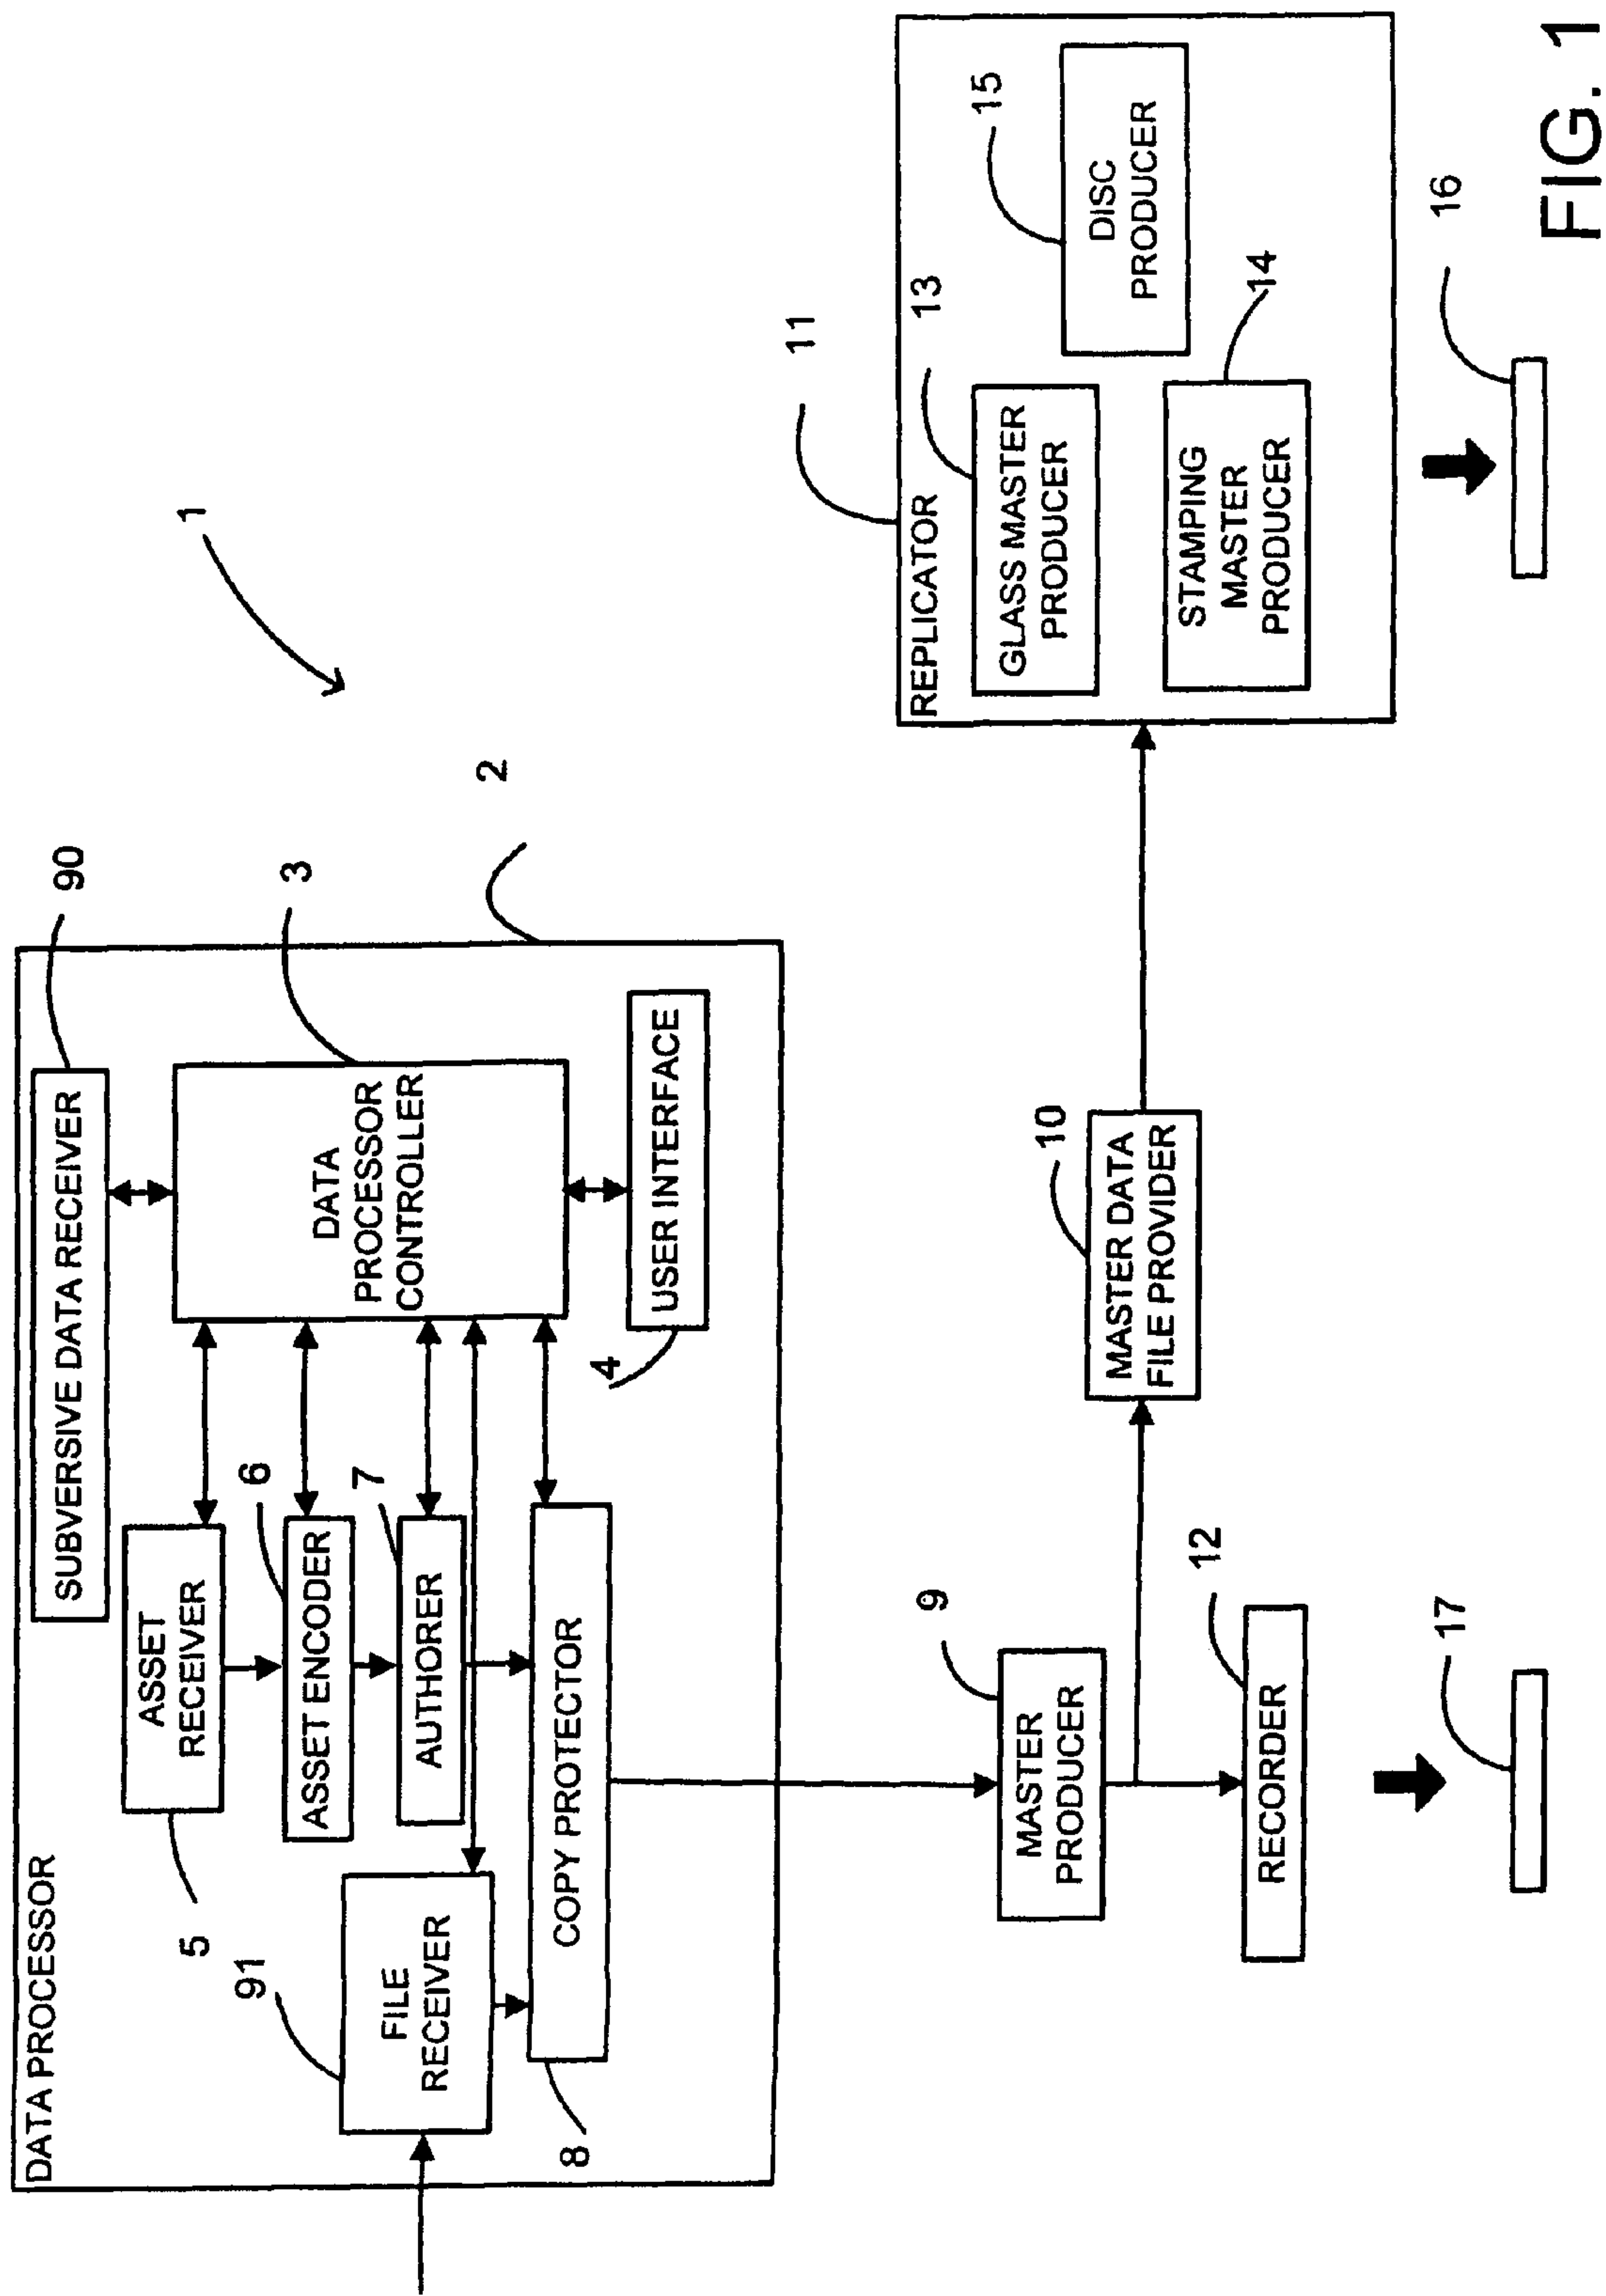 DATA PROCESSOR
SUBVERSIVE DATA RECEIVER
90
ASSET
RECEIVER
5
ASSET ENCODER
6
AUTHORER
7
FILE
RECEIVER
91
COPY PROTECTOR
8
DATA
PROCESSOR
CONTROLLER
3
USER INTERFACE
4
2
1
MASTER
PRODUCER
9
RECORDER
12
17
MASTER DATA
FILE PROVIDER
10
REPLICATOR
11
GLASS MASTER
PRODUCER
13
STAMPING
MASTER
PRODUCER
14
DISC
PRODUCER
15
16
FIG. 1